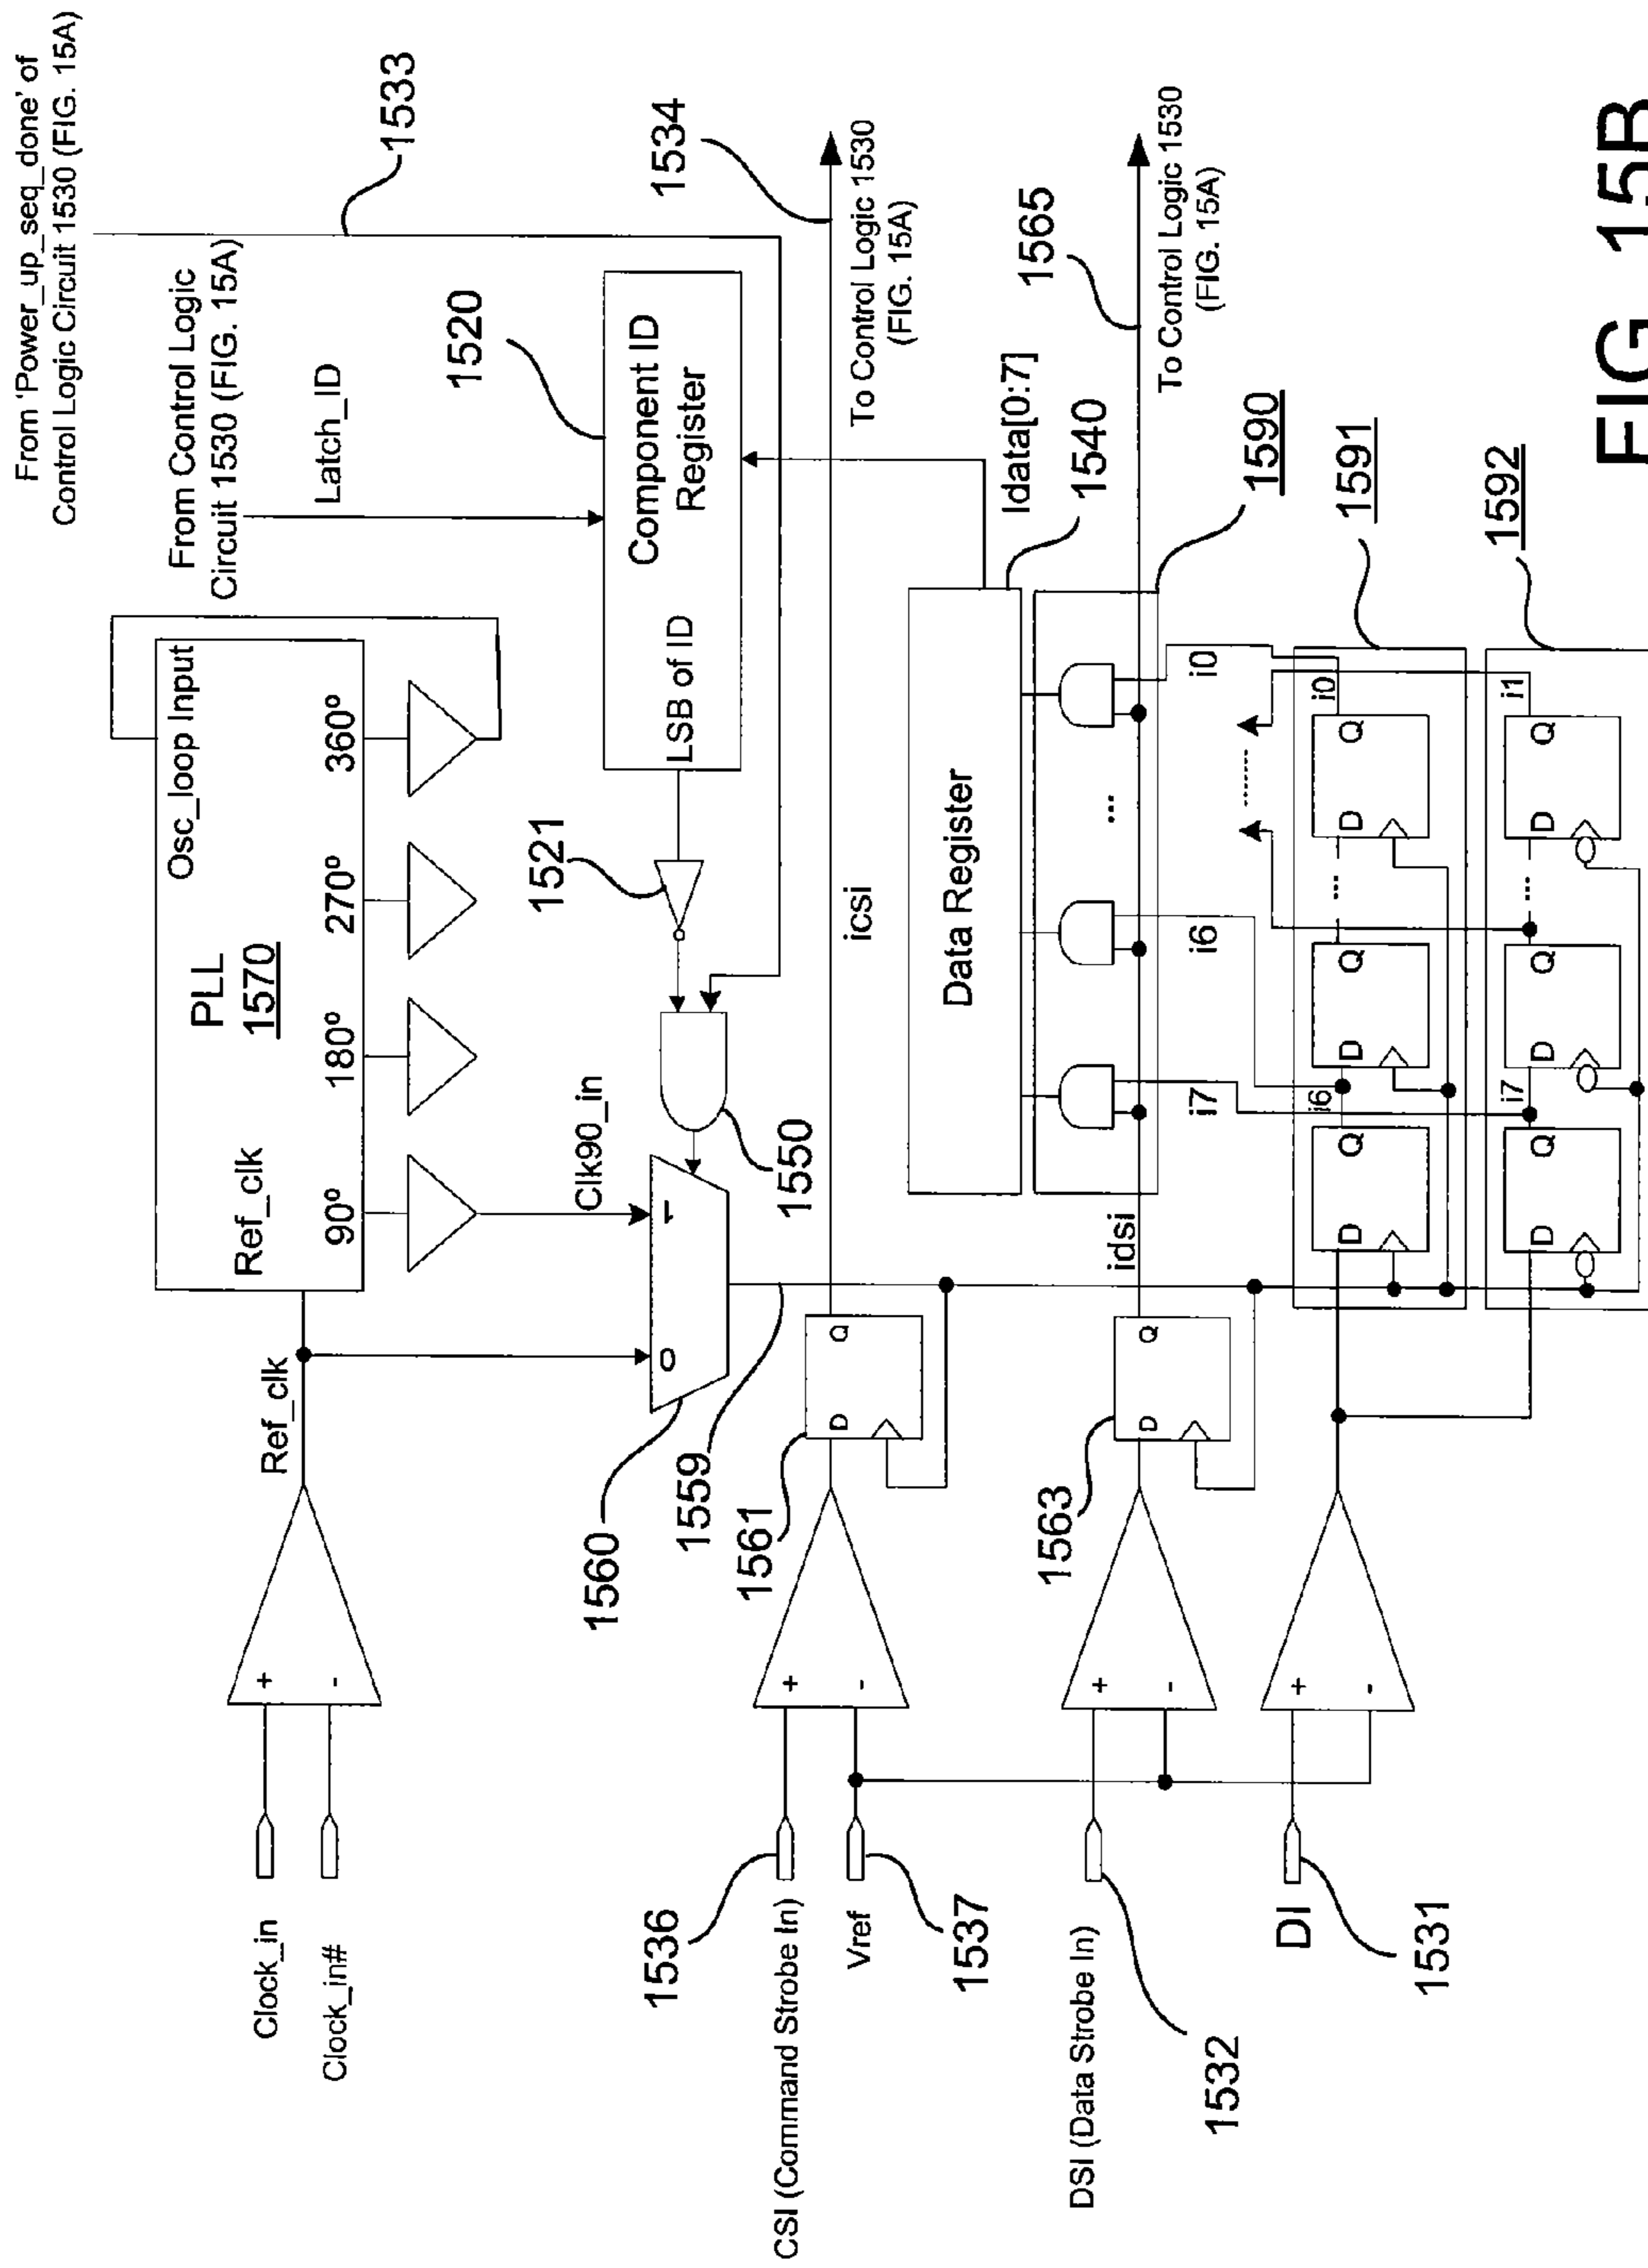 From 'Power_up_seq_done' of
Control Logic Circuit 1530 (FIG. 15A)
1533
From Control Logic
Circuit 1530 (FIG. 15A)
Latch_ID
Osc_loop Input
PLL
1570
Ref_clk
90º
180º
270º
360º
Clock_in
Clock_in#
+
-
Ref_clk
1520
Component ID
Register
LSB of ID
1521
1550
Clk90_in
0
1
1560
1559
1534
To Control Logic 1530
(FIG. 15A)
icsi
1561
D
Q
1536
CSI (Command Strobe In)
+
-
Vref
1537
Idata[0:7]
1540
Data Register
1565
To Control Logic 1530
(FIG. 15A)
1590
...
idsi
D
Q
1563
+
-
DSI (Data Strobe In)
1532
i7
i6
i0
1591
D
Q
i6
D
Q
...
D
Q
i0
+
-
DI
1531
1592
D
Q
i7
D
Q
...
D
Q
i1
FIG. 15B